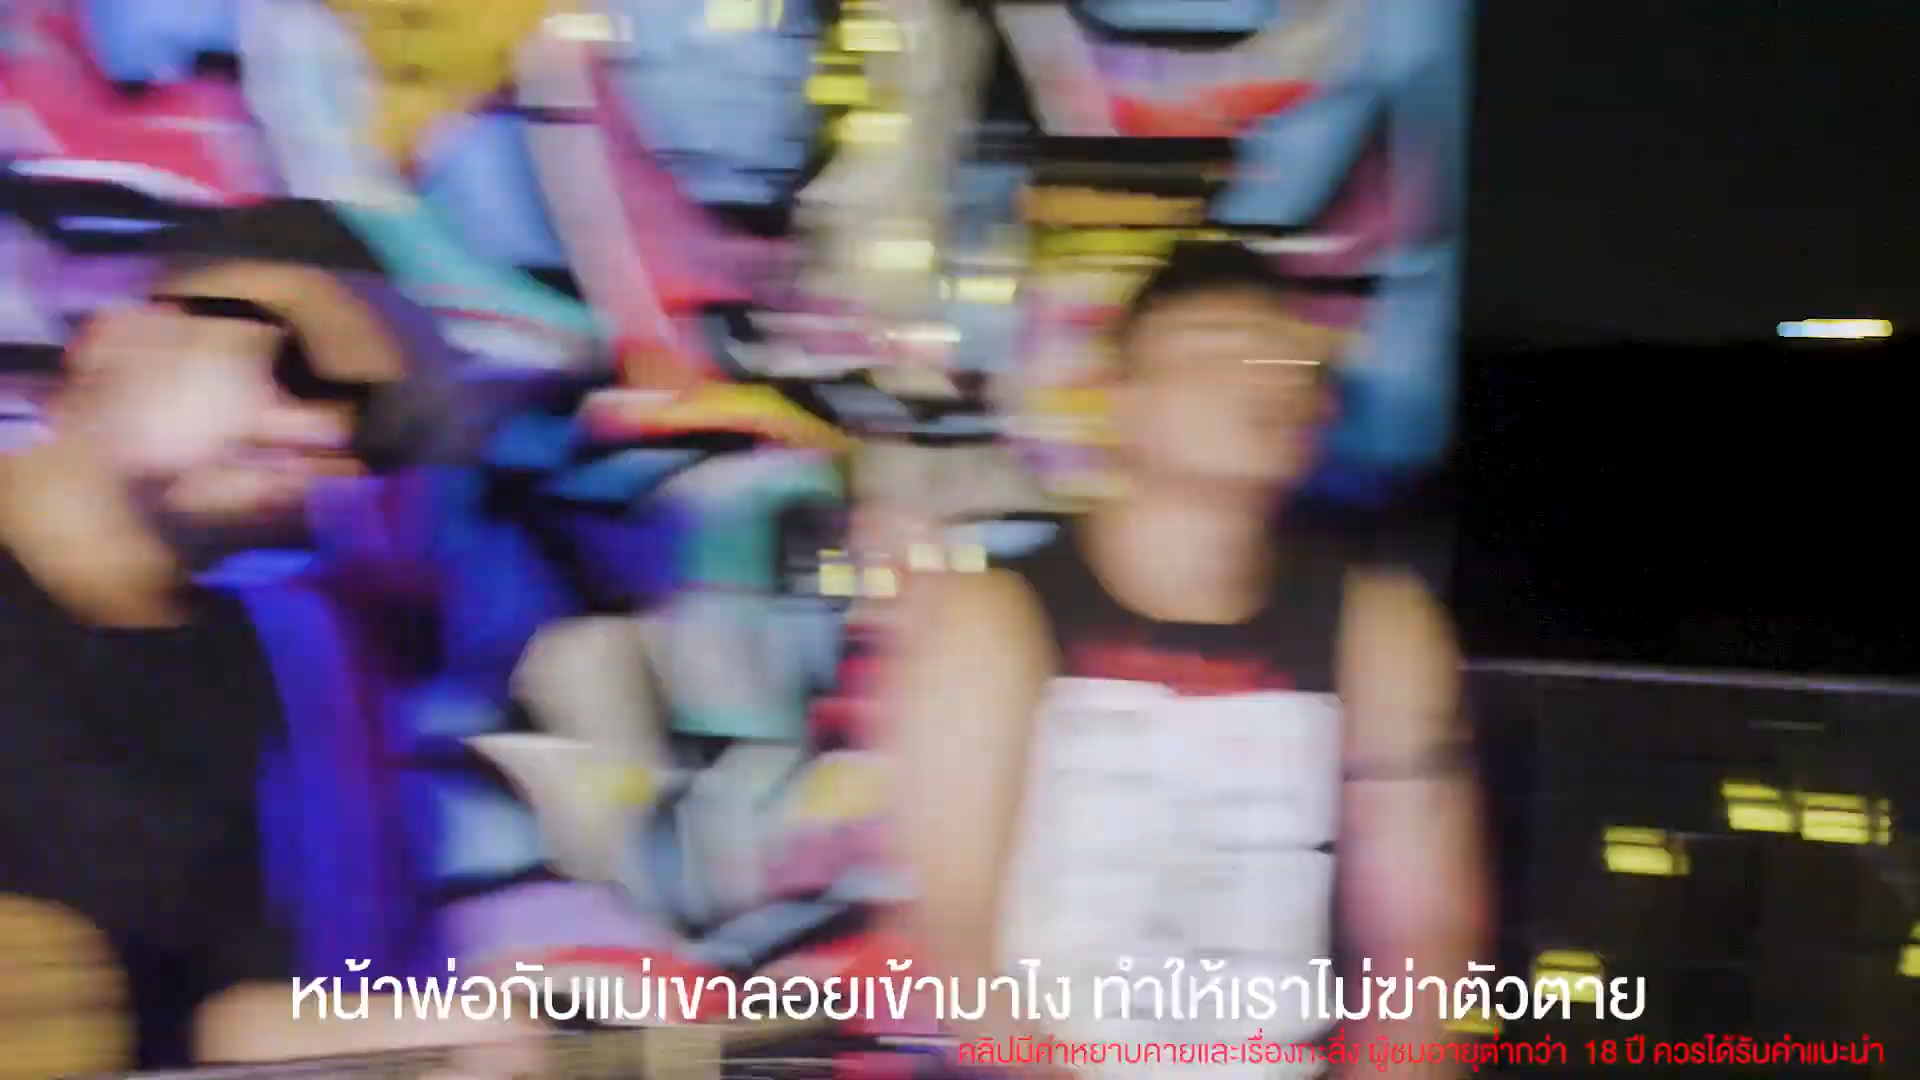 หน้าพ่อกับแม่เขาลอยเข้ามาไง ทำให้เราไม่ฆ่าตัวตาย
คลิปมีคำหยาบคายและเรื่องทะลึ่ง ผู้ชมอายุต่ำกว่า 18 ปี ควรได้รับคำแนะนำ